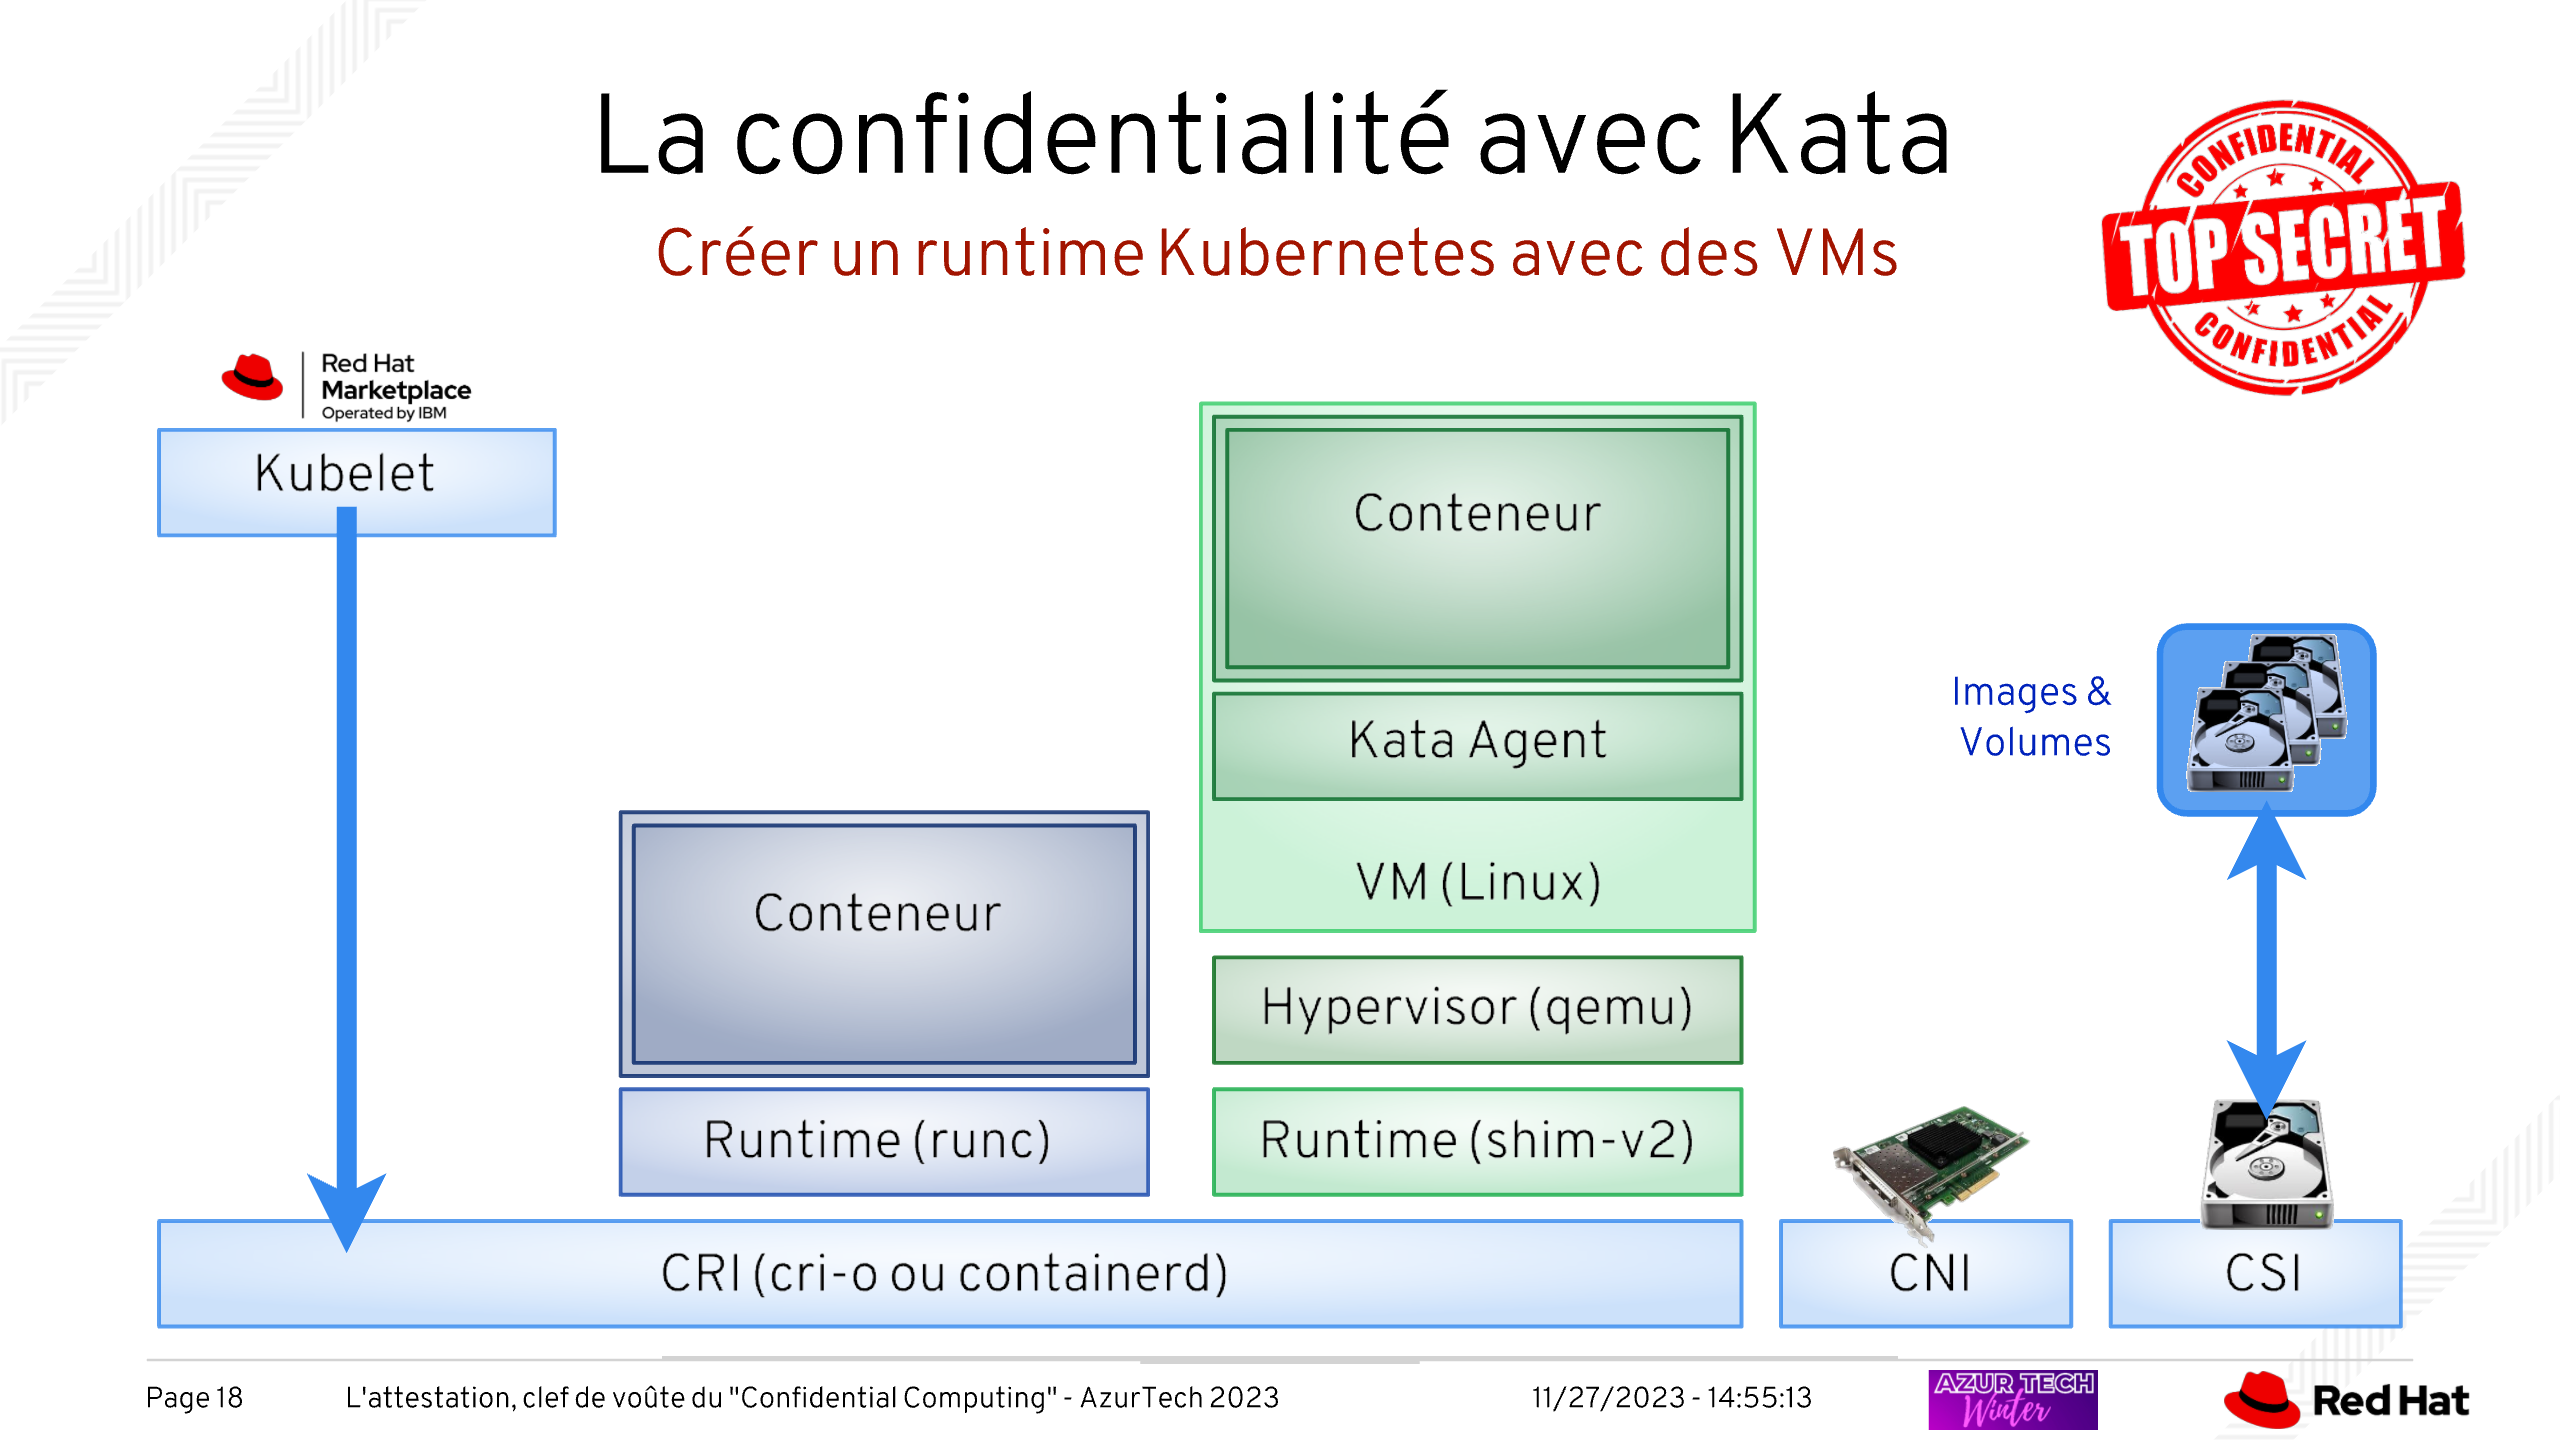 La confidentialité avec Kata
Créer un runtime Kubernetes avec des VMs
CONFIDENTIAL
TOP SECRET
CONFIDENTIAL
Red Hat
Marketplace
Operated by IBM
Kubelet
Conteneur
Kata Agent
VM (Linux)
Hypervisor (qemu)
Runtime (shim-v2)
Conteneur
Runtime (runc)
Images &
Volumes
CRI (cri-o ou containerd)
CNI
CSI
Page 18
L'attestation, clef de voûte du "Confidential Computing" - AzurTech 2023
11/27/2023 - 14:55:13
AZUR TECH
Winter
Red Hat